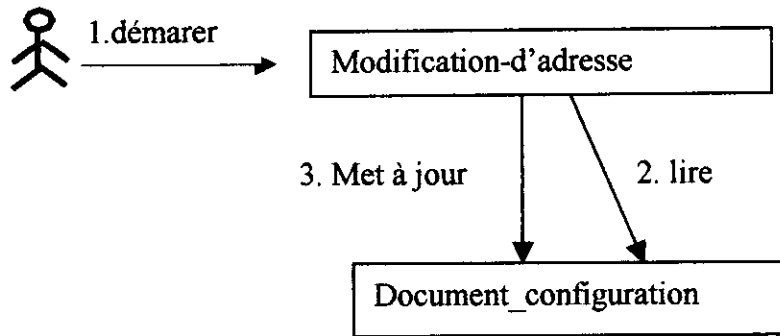 1.démarer
Modification-d'adresse
3. Met à jour
2. lire
Document_configuration